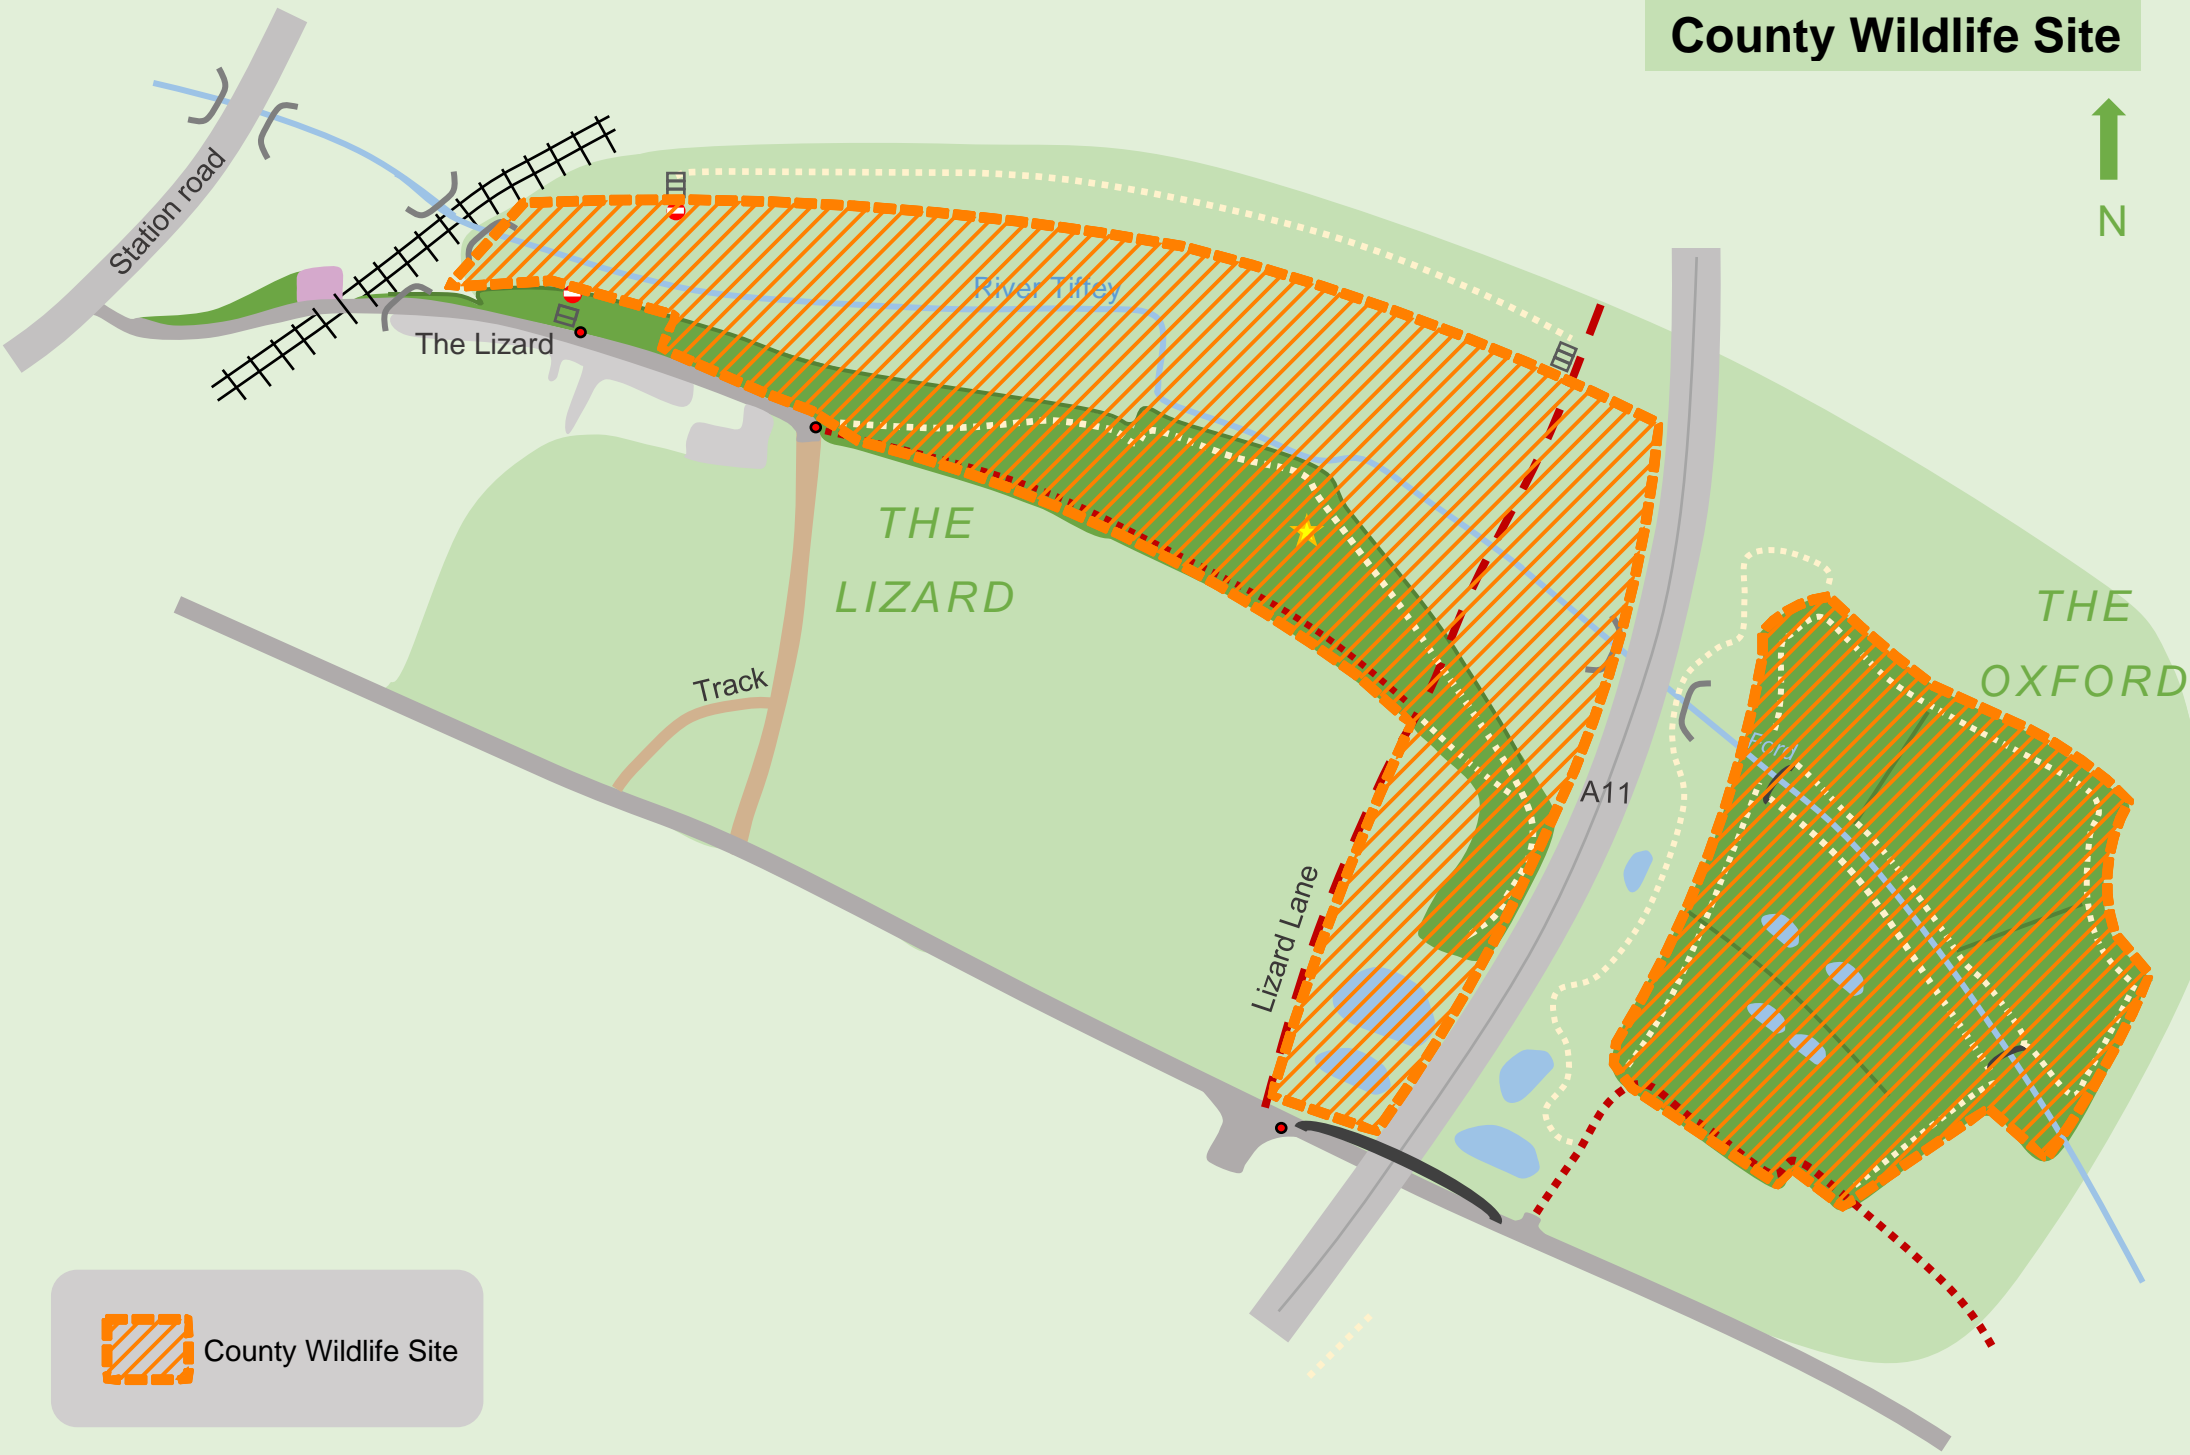 County Wildlife Site
N
Station road
River Tiffey
The Lizard
THE
LIZARD
THE
OXFORD
Track
Ford
A11
Lizard Lane
County Wildlife Site